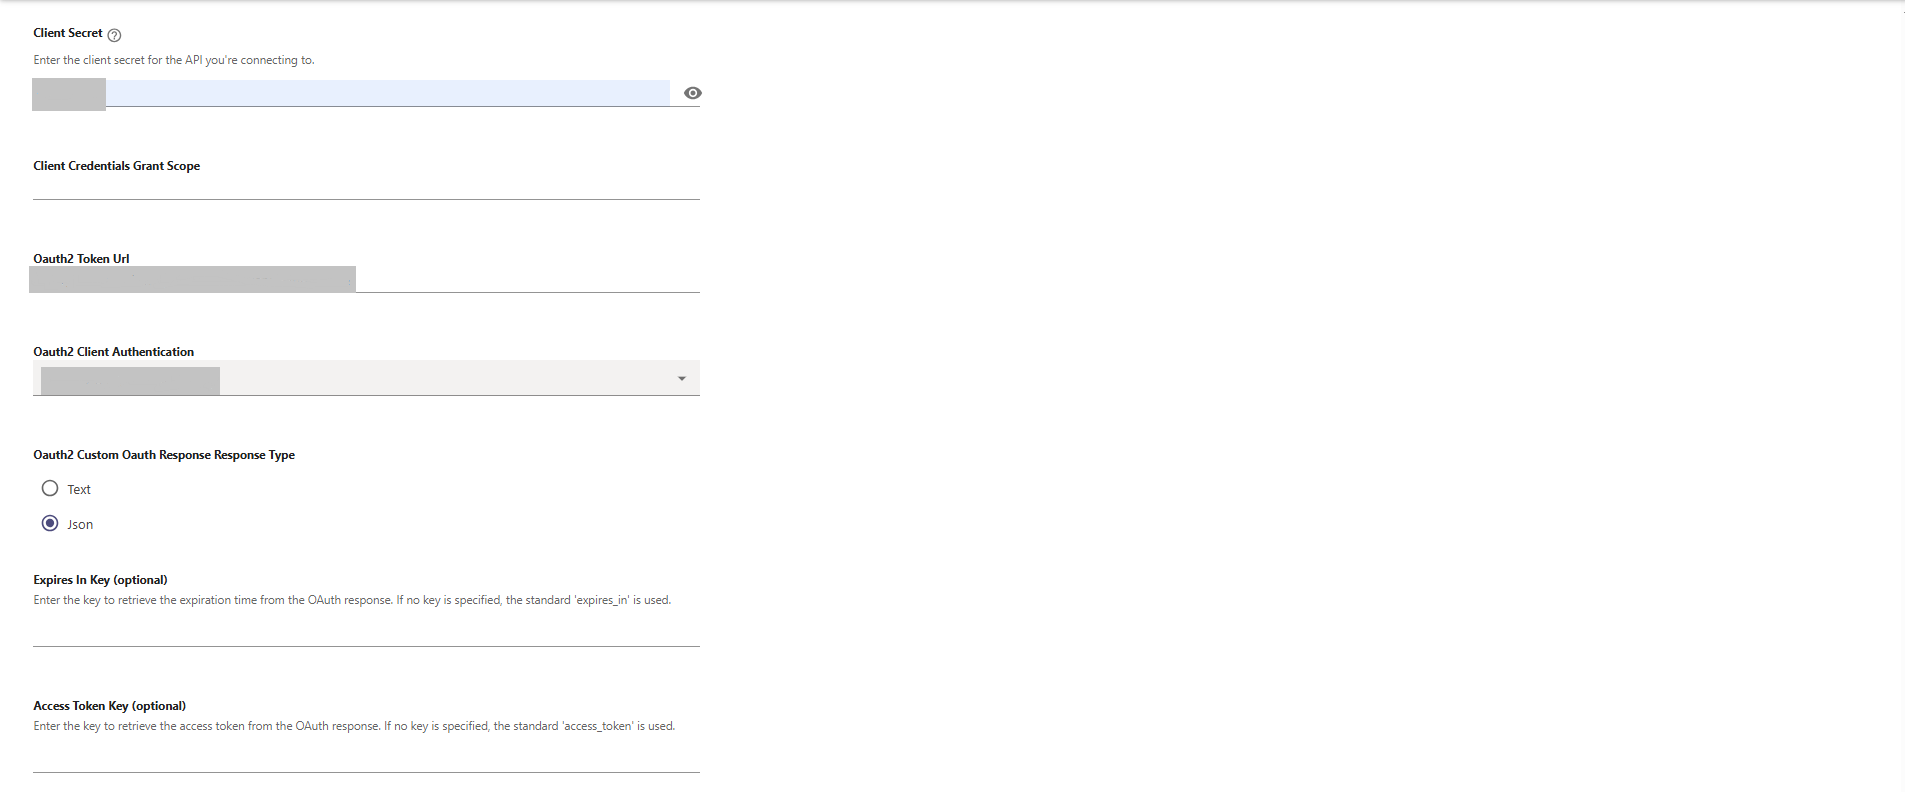 Client Secret
Enter the client secret for the API you're connecting to.
Client Credentials Grant Scope
Oauth2 Token Url
Oauth2 Client Authentication
Oauth2 Custom Oauth Response Response Type
Text
Json
Expires In Key (optional)
Enter the key to retrieve the expiration time from the OAuth response. If no key is specified, the standard 'expires_in' is used.
Access Token Key (optional)
Enter the key to retrieve the access token from the OAuth response. If no key is specified, the standard 'access_token' is used.